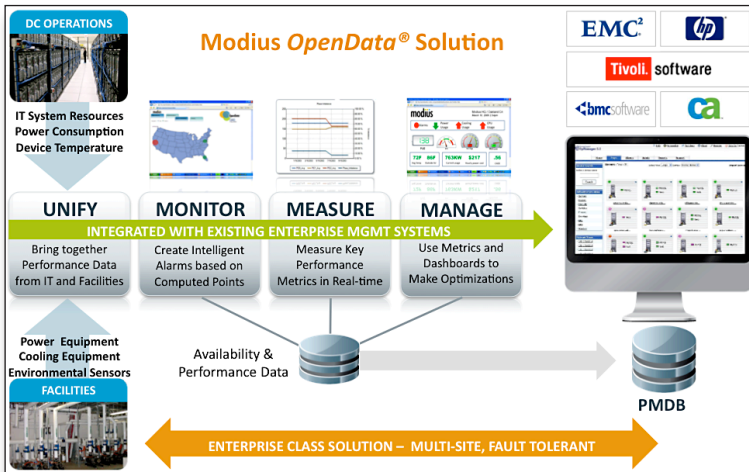 DC OPERATIONS
Modius OpenData® Solution
EMC²
hp
Tivoli. software
bmcsoftware
ca
IT System Resources
Power Consumption
Device Temperature
modius
UNIFY
MONITOR
MEASURE
MANAGE
INTEGRATED WITH EXISTING ENTERPRISE MGMT SYSTEMS
Bring together
Performance Data
from IT and Facilities
Create Intelligent
Alarms based on
Computed Points
Measure Key
Performance
Metrics in Real-time
Use Metrics and
Dashboards to
Make Optimizations
Power Equipment
Cooling Equipment
Environmental Sensors
Availability &
Performance Data
PMDB
FACILITIES
ENTERPRISE CLASS SOLUTION – MULTI-SITE, FAULT TOLERANT